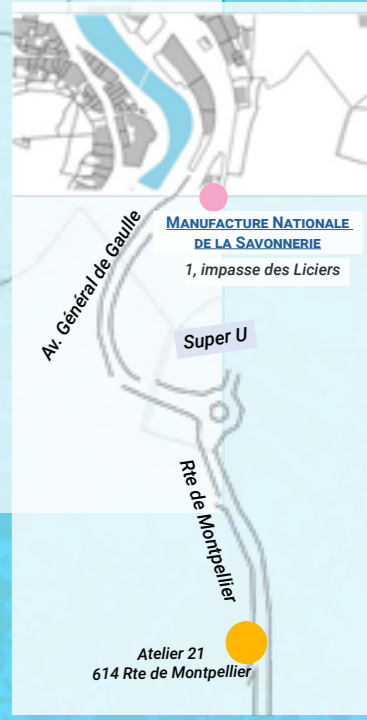 MANUFACTURE NATIONALE
DE LA SAVONNERIE
1, impasse des Liciers
Av. Général de Gaulle
Super U
Rte de Montpellier
Atelier 21
614 Rte de Montpellier